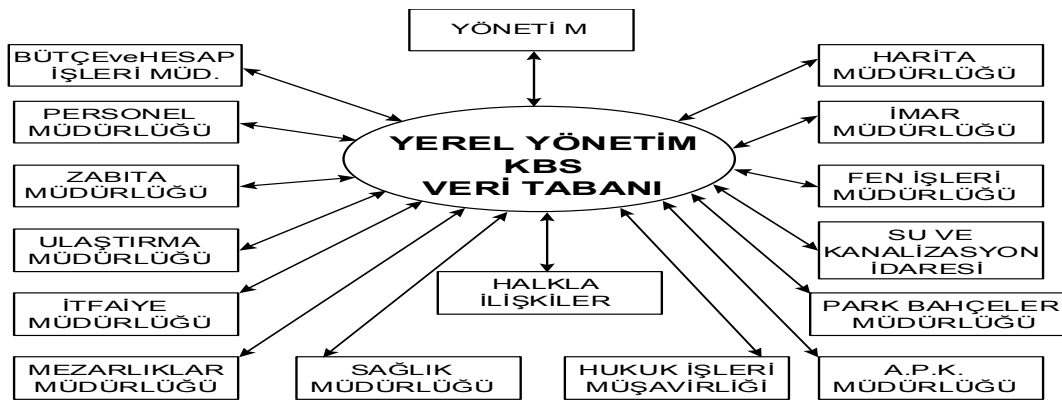 YÖNETİ M
BÜTÇEveHESAP
İŞLERİ MÜD.
HARİTA
MÜDÜRLÜĞÜ
PERSONEL
MÜDÜRLÜĞÜ
İMAR
MÜDÜRLÜĞÜ
YEREL YÖNETİM
KBS
VERİ TABANI
ZABITA
MÜDÜRLÜĞÜ
FEN İŞLERİ
MÜDÜRLÜĞÜ
ULAŞTIRMA
MÜDÜRLÜĞÜ
SU VE
KANALİZASYON
İDARESİ
HALKLA
İLİŞKİLER
İTFAİYE
MÜDÜRLÜĞÜ
PARK BAHÇELER
MÜDÜRLÜĞÜ
MEZARLIKLAR
MÜDÜRLÜĞÜ
SAĞLIK
MÜDÜRLÜĞÜ
HUKUK İŞLERİ
MÜŞAVİRLİĞİ
A.P.K.
MÜDÜRLÜĞÜ